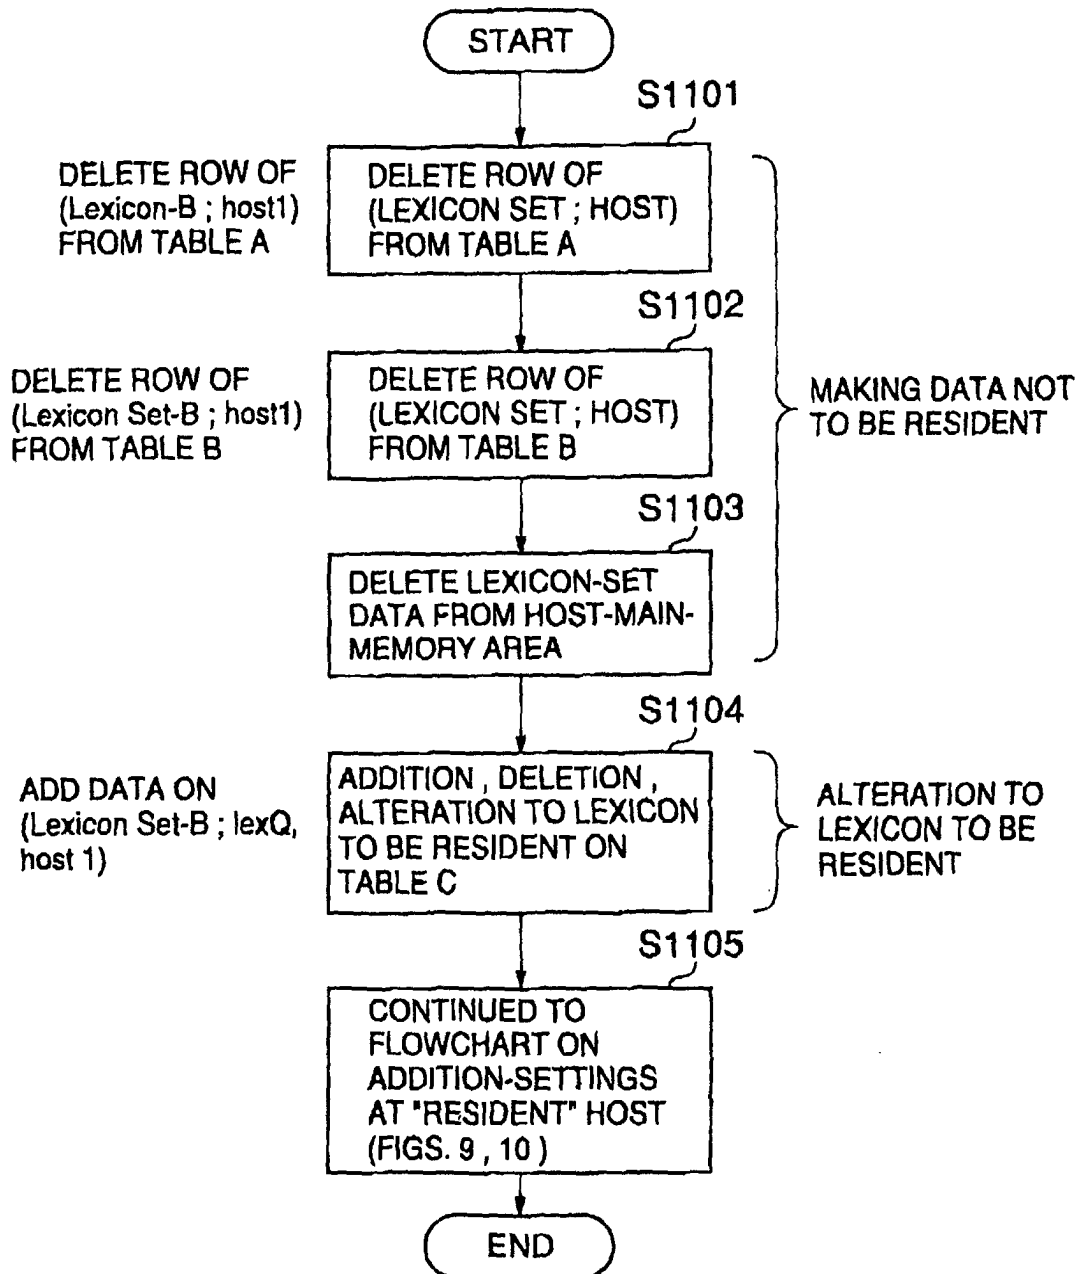 START
S1101
DELETE ROW OF
(Lexicon-B ; host1)
FROM TABLE A
DELETE ROW OF
(LEXICON SET ; HOST)
FROM TABLE A
S1102
DELETE ROW OF
(Lexicon Set-B ; host1)
FROM TABLE B
DELETE ROW OF
(LEXICON SET ; HOST)
FROM TABLE B
MAKING DATA NOT
TO BE RESIDENT
S1103
DELETE LEXICON-SET
DATA FROM HOST-MAIN-
MEMORY AREA
S1104
ADD DATA ON
(Lexicon Set-B ; lexQ,
host 1)
ADDITION , DELETION ,
ALTERATION TO LEXICON
TO BE RESIDENT ON
TABLE C
ALTERATION TO
LEXICON TO BE
RESIDENT
S1105
CONTINUED TO
FLOWCHART ON
ADDITION-SETTINGS
AT "RESIDENT" HOST
(FIGS. 9 , 10 )
END